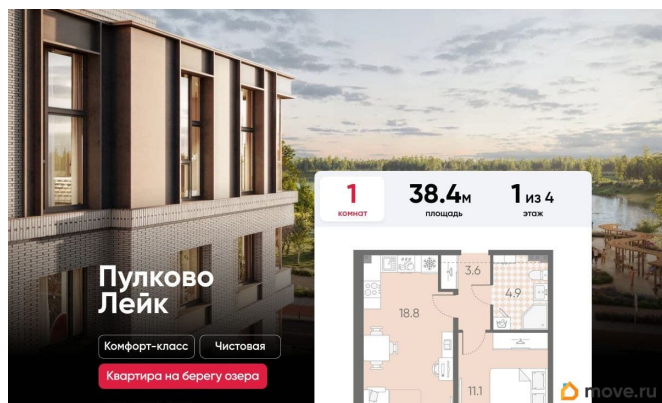 1
комнат
38.4м
площадь
1 из 4
этаж
Пулково
Лейк
Комфорт-класс
Чистовая
Квартира на берегу озера
3.6
4.9
18.8
11.1
move.ru